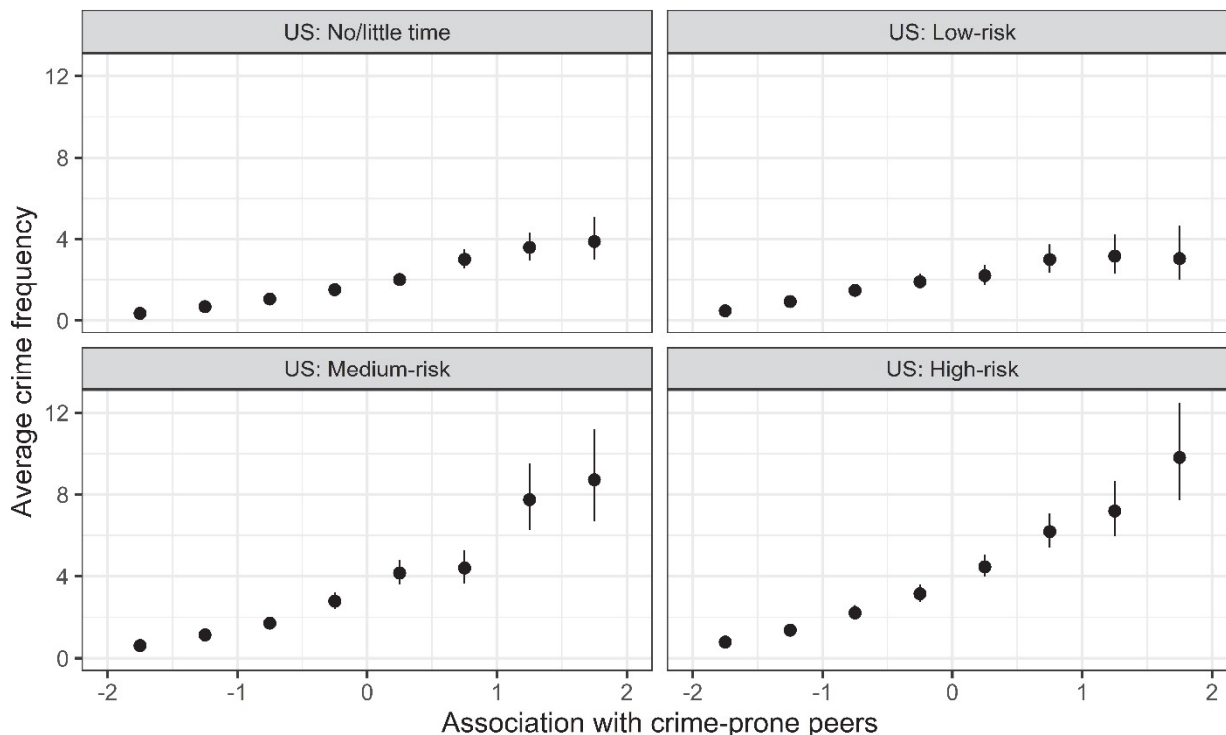 US: No/little time
US: Low-risk
12
8
4
0
US: Medium-risk
US: High-risk
12
8
4
0
-2 -1 0 1 2
-2 -1 0 1 2
Average crime frequency
Association with crime-prone peers